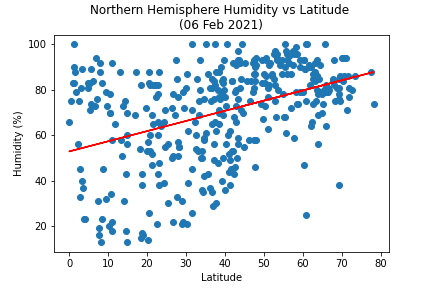 Northern Hemisphere Humidity vs Latitude
(06 Feb 2021)
100
80
60
40
20
Humidity (%)
0 10 20 30 40 50 60 70 80
Latitude